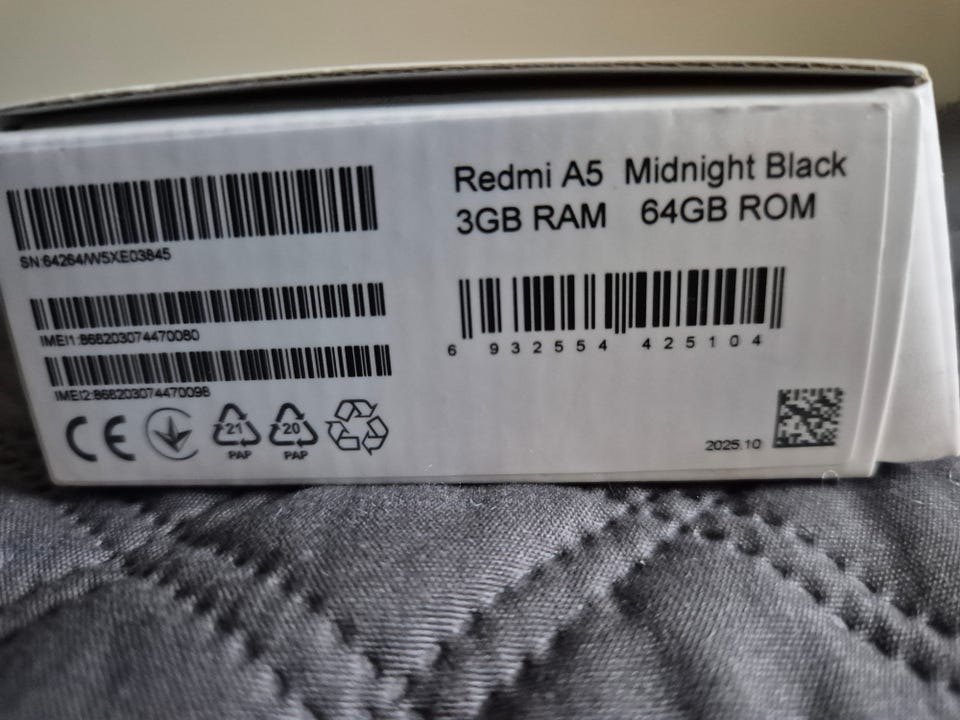 Redmi A5 Midnight Black
3GB RAM 64GB ROM
SN:64264/W5XE03845
IMEI1:868203074470080
IMEI2:868203074470098
6 932554 425104
CE
21
PAP
20
PAP
2025.10